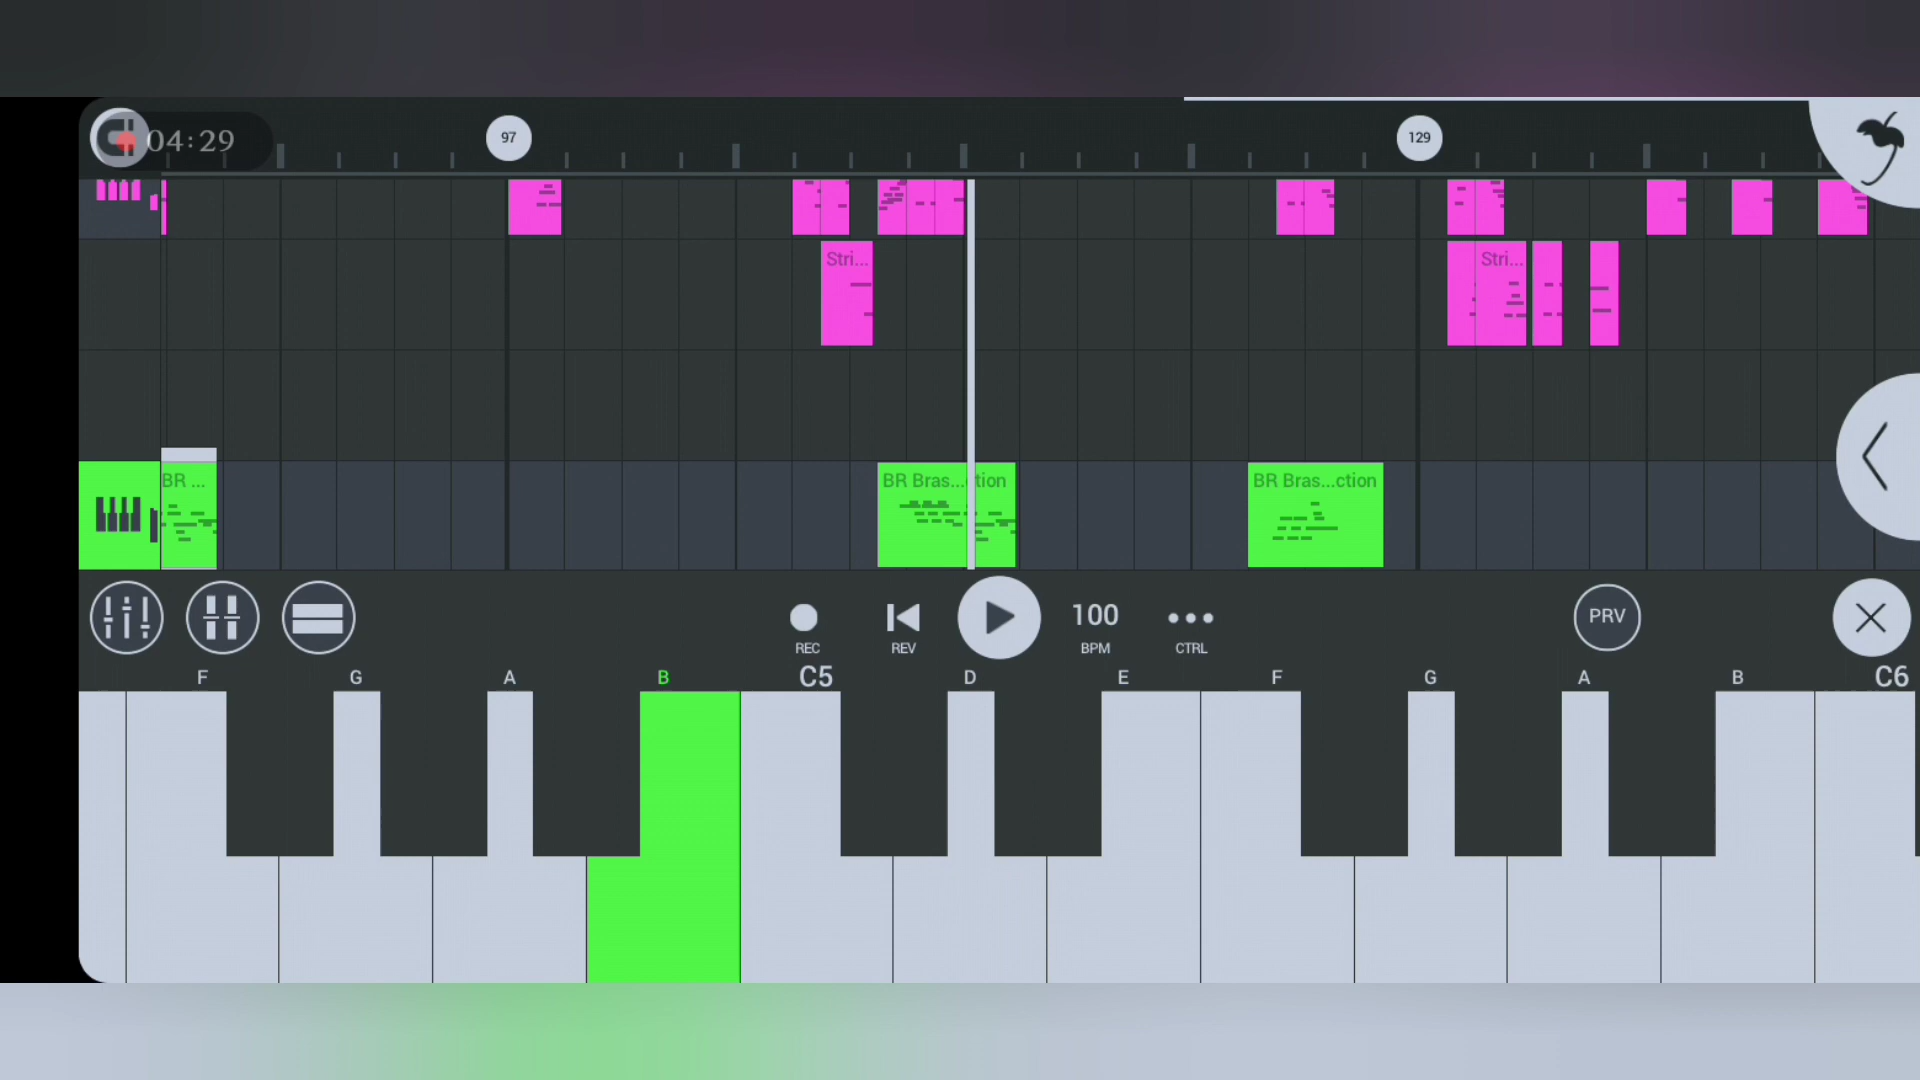 04:29
97
129
Stri...
Stri...
BR ...
BR Bras...ction
BR Bras...ction
REC
REV
100
BPM
CTRL
PRV
F
G
A
B
C5
D
E
F
G
A
B
C6